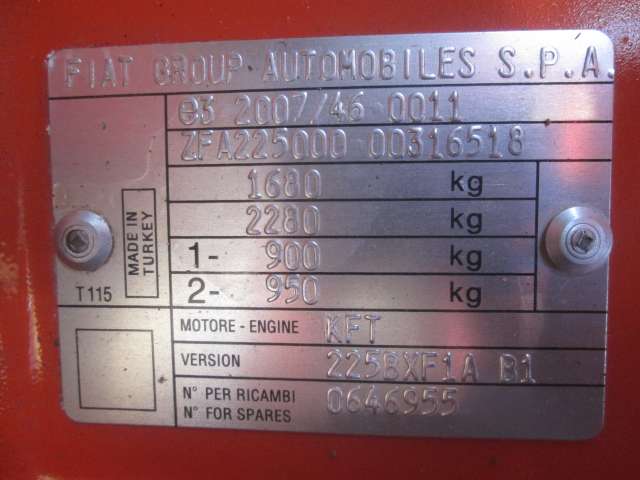 FIAT GROUP AUTOMOBILES S.P.A.
e3 2007/46 0011
ZFA225000 00316518
1680 kg
2280 kg
1- 900 kg
2- 950 kg
MADE IN
TURKEY
T115
MOTORE - ENGINE KFT
VERSION 225BXF1A B1
N° PER RICAMBI
N° FOR SPARES 0646955